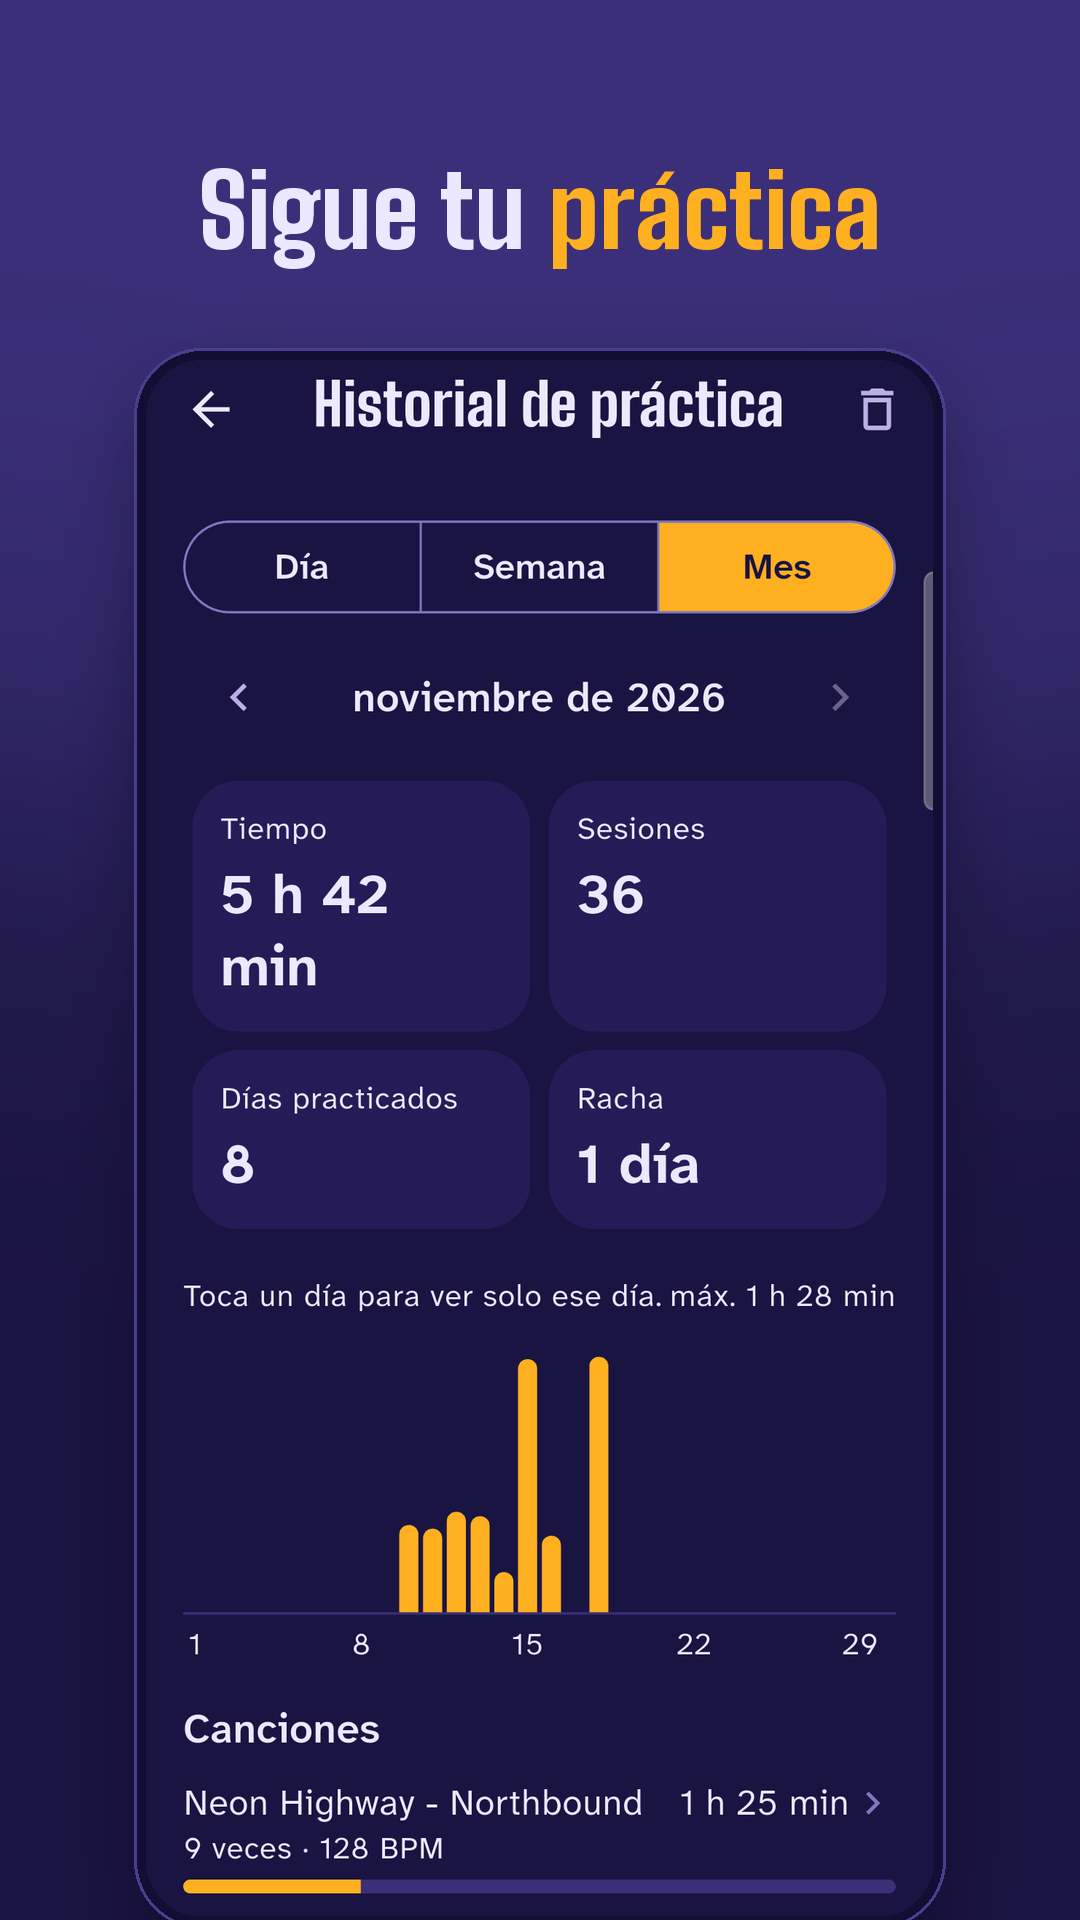 Sigue tu práctica
Historial de práctica
Día
Semana
Mes
noviembre de 2026
Tiempo
5 h 42
min
Sesiones
36
Días practicados
8
Racha
1 día
Toca un día para ver solo ese día. máx. 1 h 28 min
1 8 15 22 29
Canciones
Neon Highway - Northbound 1 h 25 min
9 veces · 128 BPM